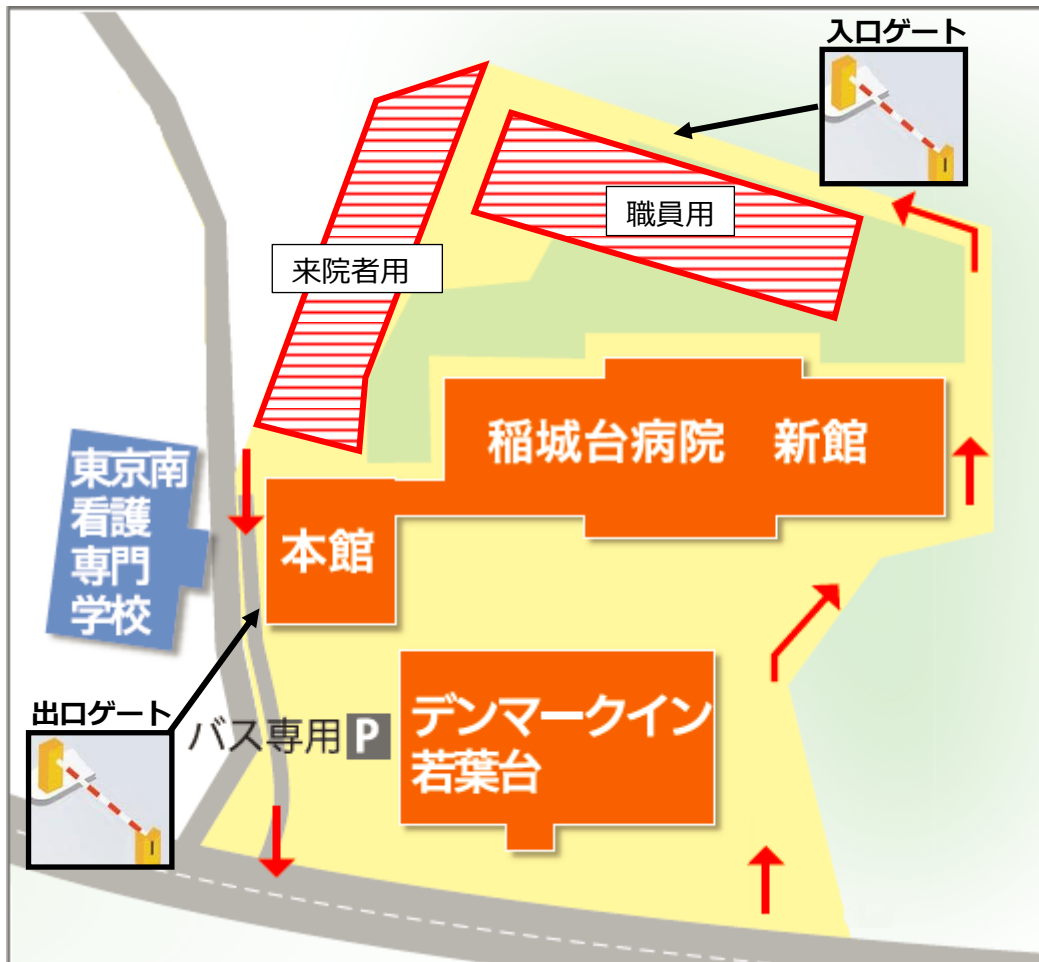 入口ゲート
職員用
来院者用
稲城台病院　新館
東京南
看護
専門
学校
本館
出口ゲート
バス専用 P
デンマークイン
若葉台